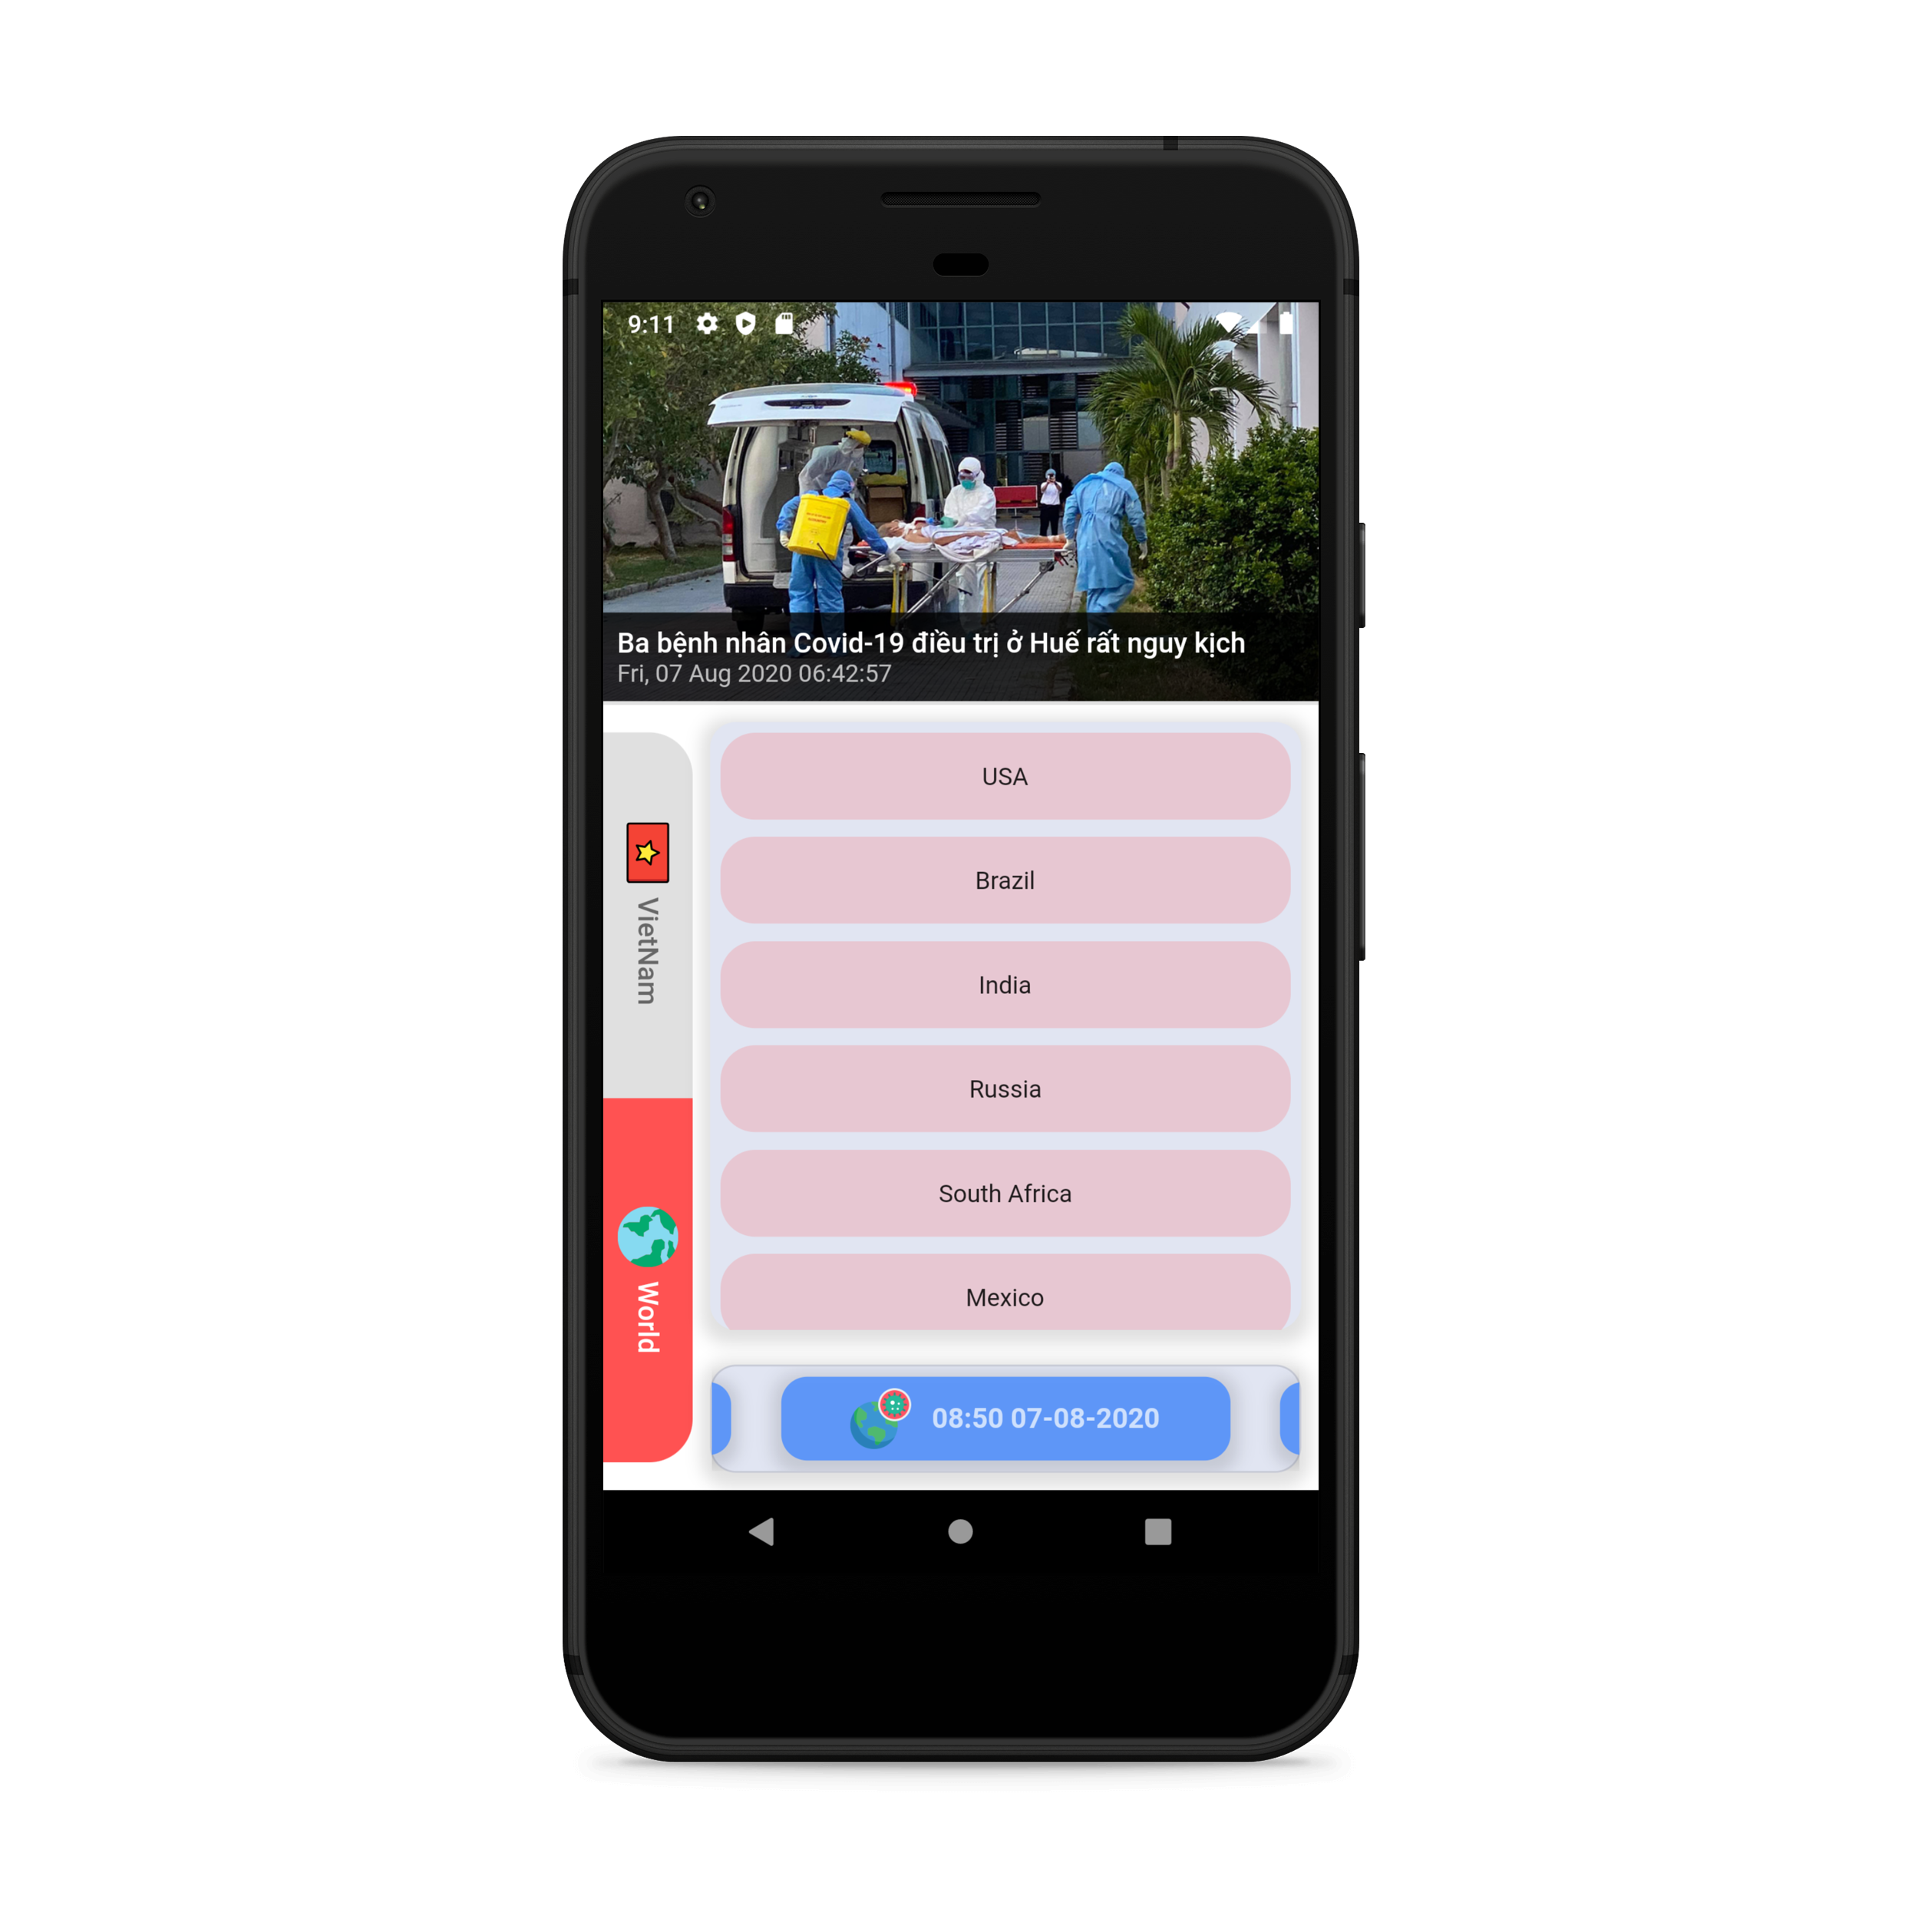 9:11
Ba bệnh nhân Covid-19 điều trị ở Huế rất nguy kịch
Fri, 07 Aug 2020 06:42:57
VietNam
World
USA
Brazil
India
Russia
South Africa
Mexico
08:50 07-08-2020